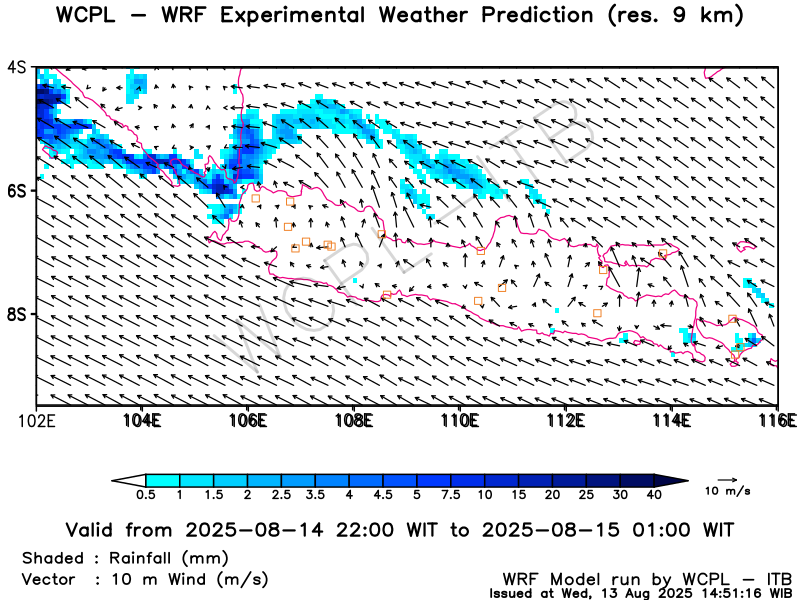 WCPL – WRF Experimental Weather Prediction (res. 9 km)
4S
6S
8S
WCPL-ITB
102E 104E 106E 108E 110E 112E 114E 116E
0.5 1 1.5 2 2.5 3.5 4 4.5 5 7.5 10 15 20 25 30 40
10 m/s
Valid from 2025-08-14 22:00 WIT to 2025-08-15 01:00 WIT
Shaded : Rainfall (mm)
Vector : 10 m Wind (m/s)
WRF Model run by WCPL – ITB
Issued at Wed, 13 Aug 2025 14:51:16 WIB